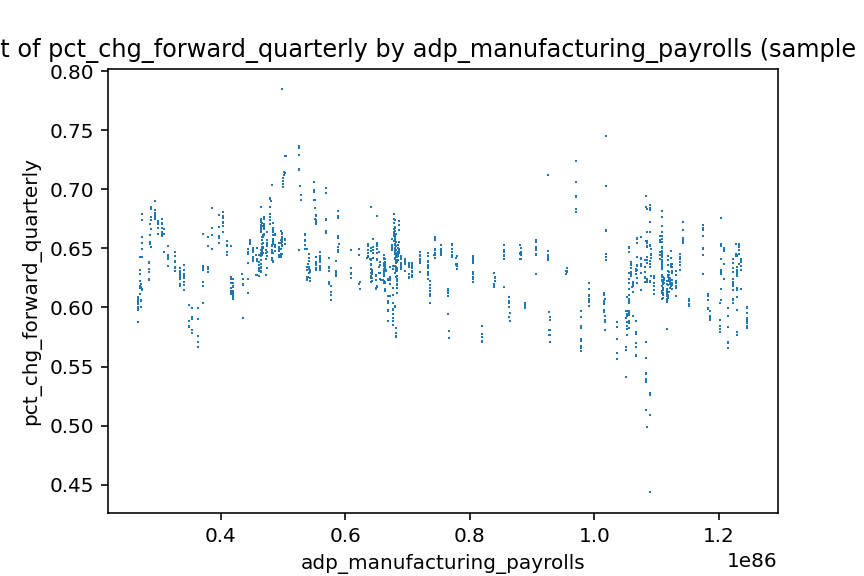 t of pct_chg_forward_quarterly by adp_manufacturing_payrolls (sample
0.80
0.75
0.70
0.65
0.60
0.55
0.50
0.45
pct_chg_forward_quarterly
0.4 0.6 0.8 1.0 1.2
1e86
adp_manufacturing_payrolls